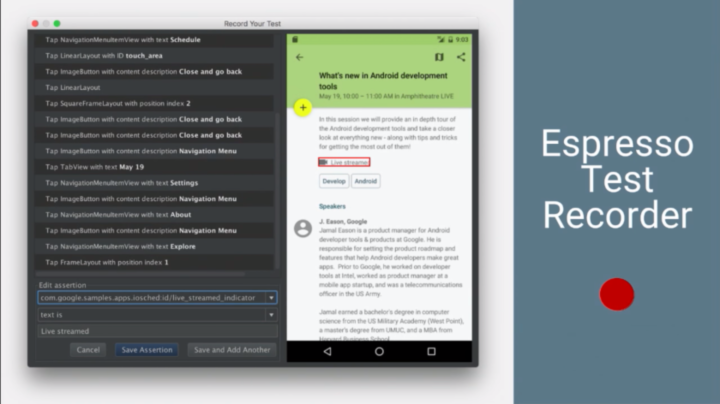 Record Your Test
Tap NavigationMenuItemView with text Schedule
Tap LinearLayout with ID touch_area
Tap ImageButton with content description Close and go back
Tap LinearLayout
Tap SquareFrameLayout with position index 2
Tap ImageButton with content description Close and go back
Tap ImageButton with content description Close and go back
Tap ImageButton with content description Navigation Menu
Tap TabView with text May 19
Tap NavigationMenuItemView with text Settings
Tap ImageButton with content description Navigation Menu
Tap NavigationMenuItemView with text About
Tap ImageButton with content description Navigation Menu
Tap NavigationMenuItemView with text Explore
Tap FrameLayout with position index 1
Edit assertion
com.google.samples.apps.iosched:id/live_streamed_indicator
text is
Live streamed
Cancel
Save Assertion
Save and Add Another
9:03
What's new in Android development
tools
May 19, 10:00 – 11:00 AM in Amphitheatre LIVE
In this session we will provide an in depth tour of
the Android development tools and take a closer
look at everything new - along with tips and tricks
for getting the most out of them!
Live streamed
Develop
Android
Speakers
J. Eason, Google
Jamal Eason is a product manager for Android
developer tools & products at Google. He is
responsible for setting the product roadmap and
features that help Android developers make great
apps. Prior to Google, he worked on developer
tools at Intel, worked as product manager at a
mobile app startup, and was a telecommunications
officer in the US Army.
Jamal earned a bachelor's degree in computer
science from the US Military Academy (West Point),
a master's degree from UMUC, and a MBA from
Harvard Business School
Espresso
Test
Recorder